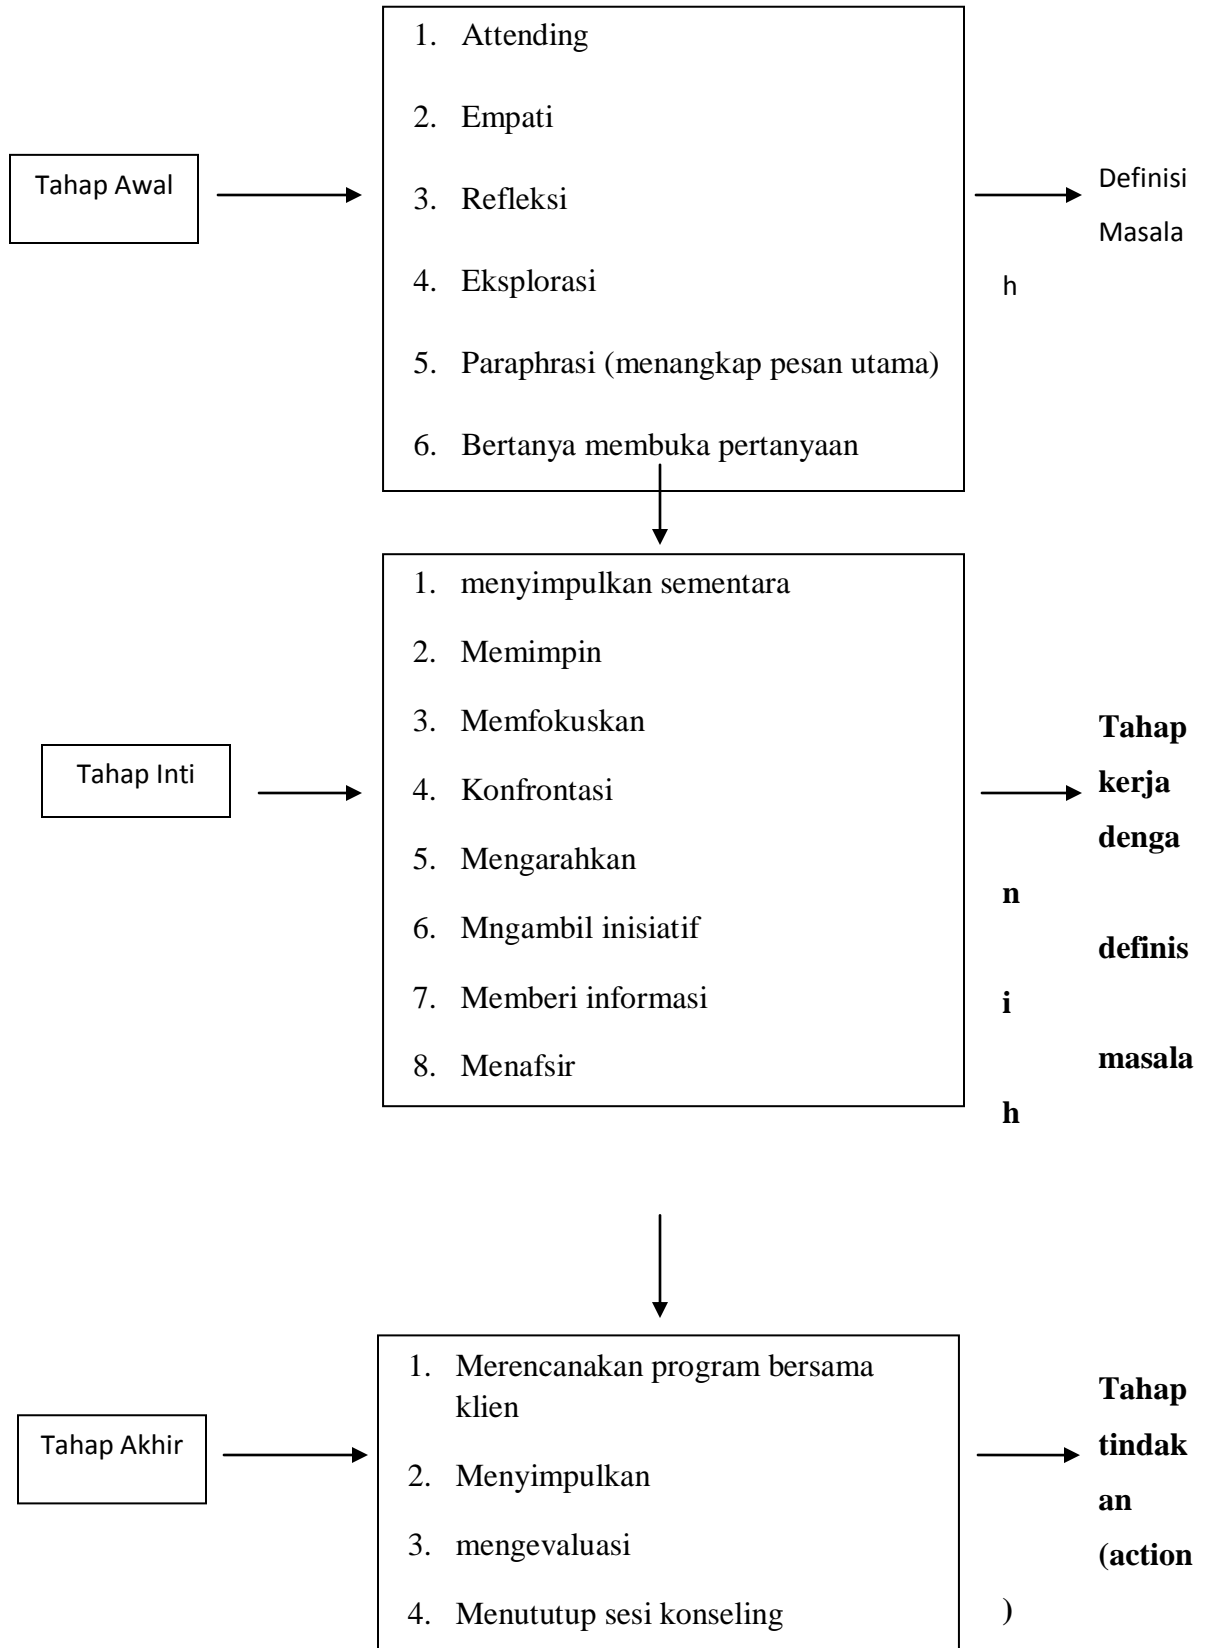 Tahap Awal
1. Attending
2. Empati
3. Refleksi
4. Eksplorasi
5. Paraphrasi (menangkap pesan utama)
6. Bertanya membuka pertanyaan
Definisi
Masala
h
Tahap Inti
1. menyimpulkan sementara
2. Memimpin
3. Memfokuskan
4. Konfrontasi
5. Mengarahkan
6. Mngambil inisiatif
7. Memberi informasi
8. Menafsir
Tahap
kerja
denga
n
definis
i
masala
h
Tahap Akhir
1. Merencanakan program bersama
klien
2. Menyimpulkan
3. mengevaluasi
4. Menututup sesi konseling
Tahap
tindak
an
(action
)